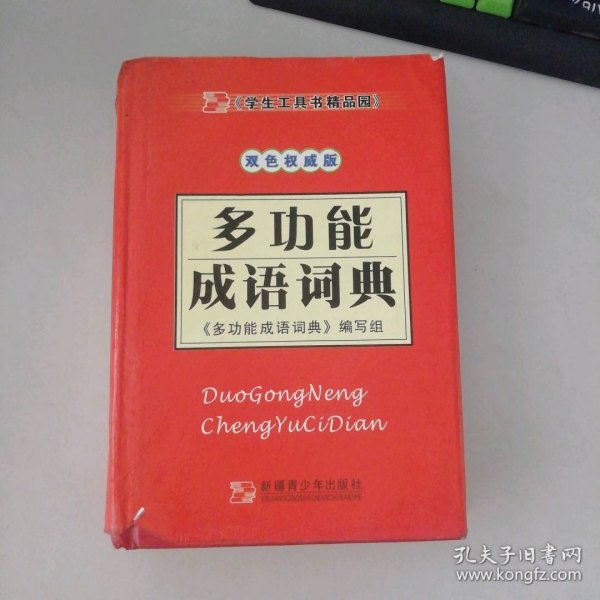 《学生工具书精品园》
双色权威版
多功能
成语词典
《多功能成语词典》编写组
DuoGongNeng
ChengYuCiDian
新疆青少年出版社
XINJIANGQINGSHAONIANCHUBANSHE
孔夫子旧书网
www.kongfz.com